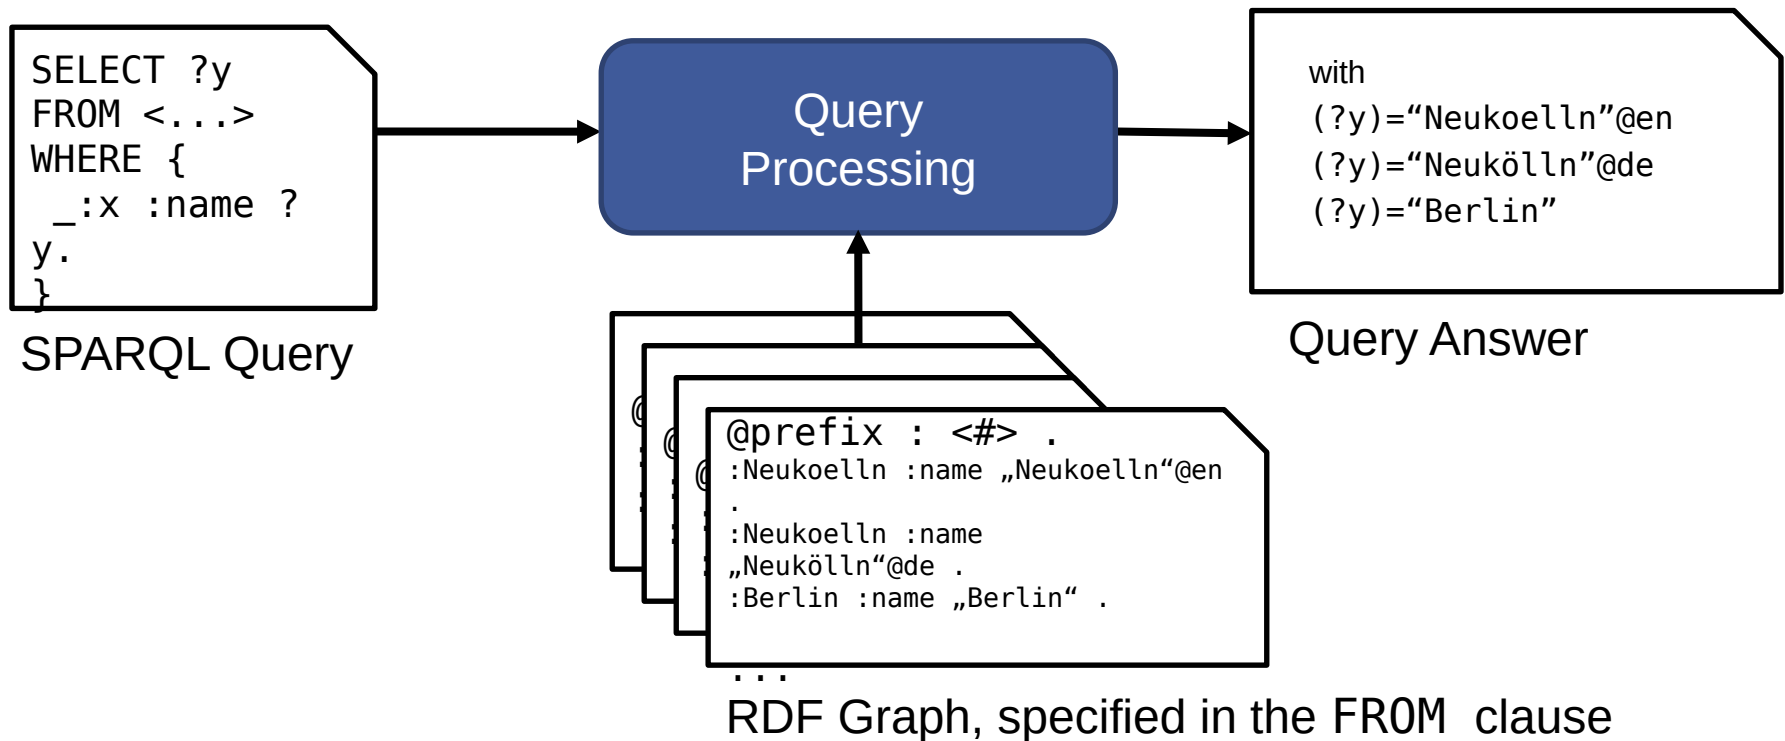 SELECT ?y
FROM <...>
WHERE {
 _:x :name ?
y.
}
SPARQL Query
Query
Processing
with
(?y)=“Neukoelln”@en
(?y)=“Neukölln”@de
(?y)=“Berlin”
Query Answer
@prefix : <#> .
:Neukoelln :name „Neukoelln“@en
.
:Neukoelln :name
„Neukölln“@de .
:Berlin :name „Berlin“ .
...
RDF Graph, specified in the FROM clause